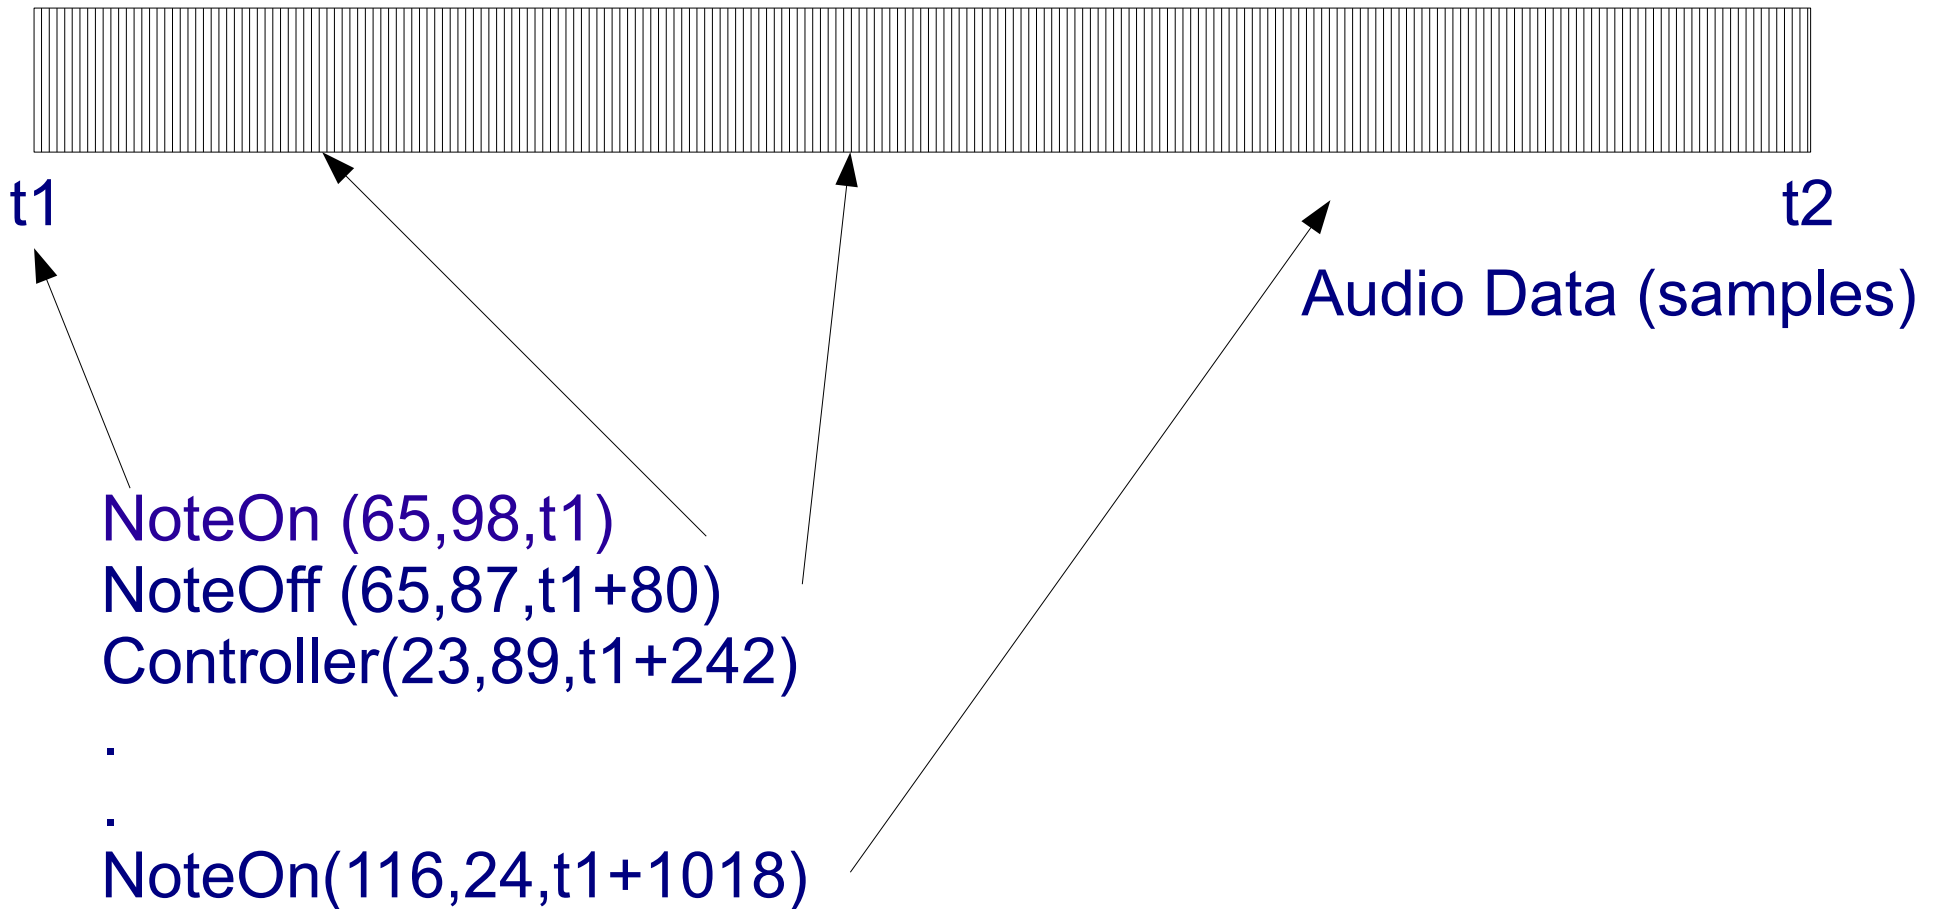 t1
t2
Audio Data (samples)
NoteOn (65,98,t1)
NoteOff (65,87,t1+80)
Controller(23,89,t1+242)
.
.
NoteOn(116,24,t1+1018)